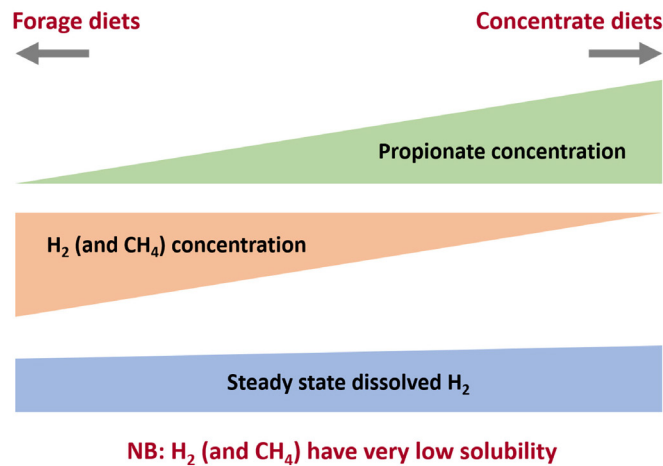 Forage diets
Concentrate diets
Propionate concentration
H₂ (and CH₄) concentration
Steady state dissolved H₂
NB: H₂ (and CH₄) have very low solubility